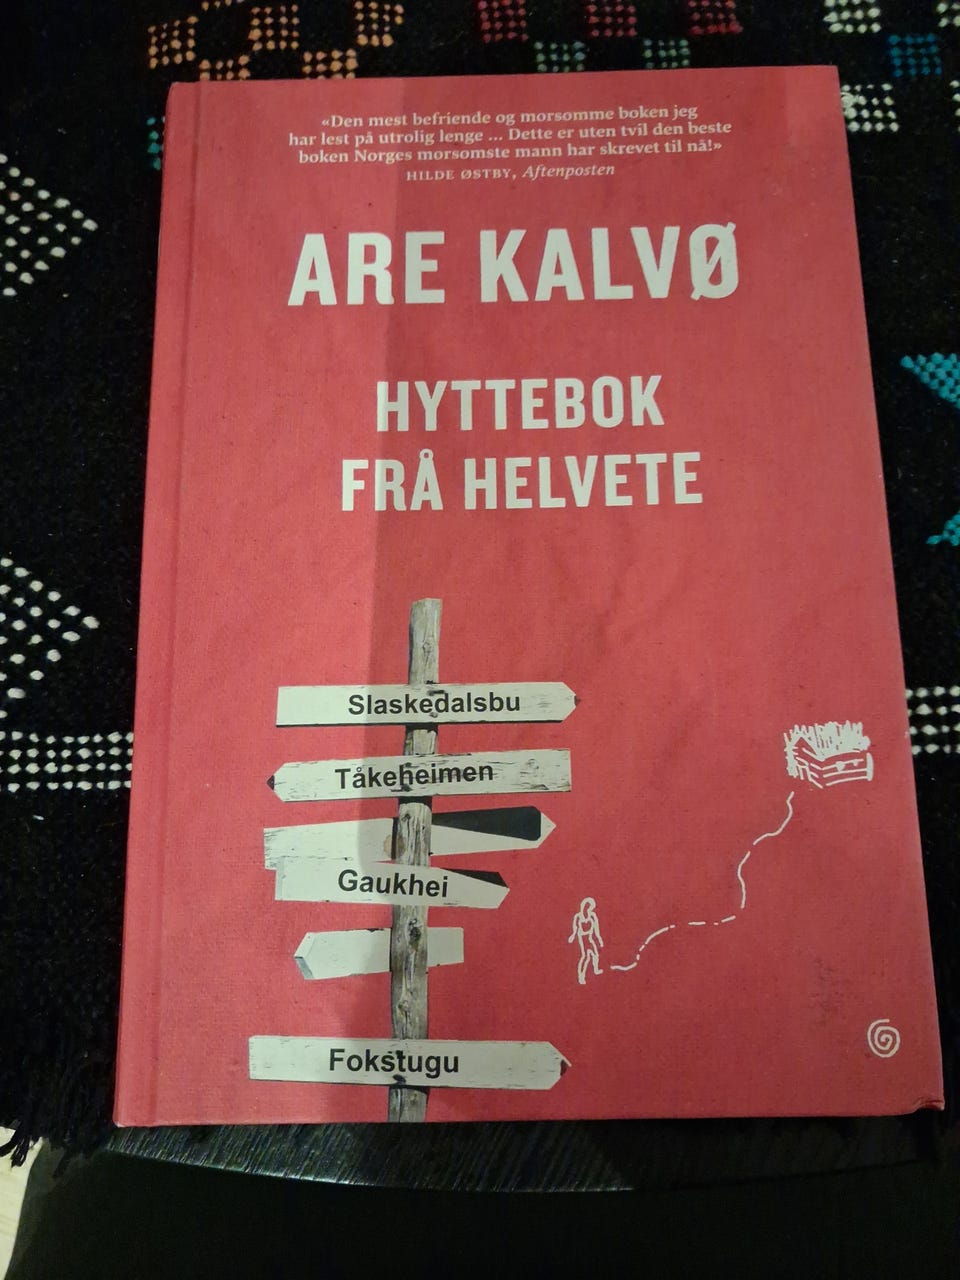 «Den mest befriende og morsomme boken jeg
har lest på utrolig lenge ... Dette er uten tvil den beste
boken Norges morsomste mann har skrevet til nå!»
HILDE ØSTBY, Aftenposten
ARE KALVØ
HYTTEBOK
FRÅ HELVETE
Slaskedalsbu
Tåkeheimen
Gaukhei
Fokstugu